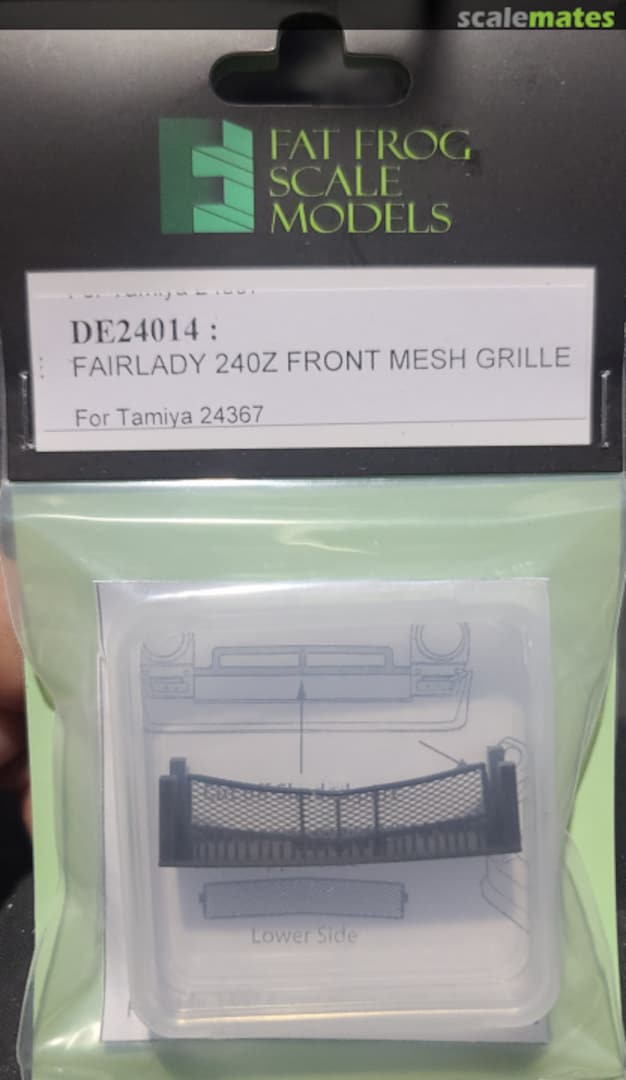 scalemates
FAT FROG
SCALE
MODELS
DE24014 :
FAIRLADY 240Z FRONT MESH GRILLE
For Tamiya 24367
Lower Side